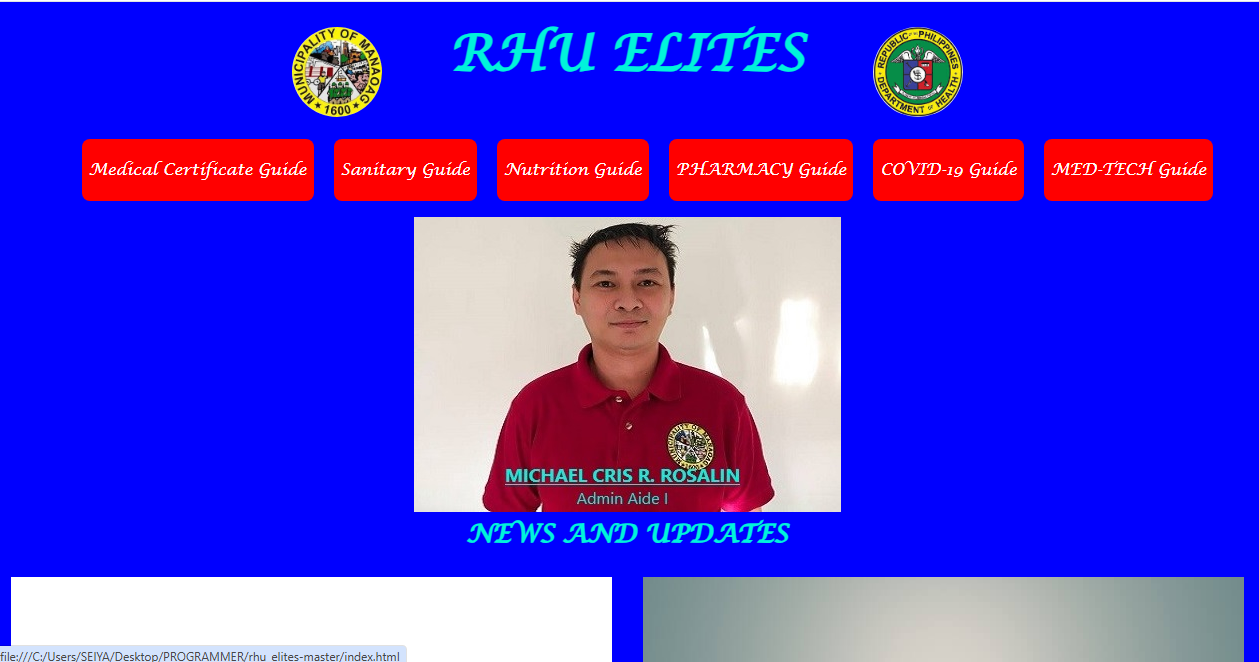 RHU ELITES
MUNICIPALITY OF MANAOAG
★ 1600 ★
REPUBLIC OF THE PHILIPPINES
DEPARTMENT OF HEALTH
Medical Certificate Guide
Sanitary Guide
Nutrition Guide
PHARMACY Guide
COVID-19 Guide
MED-TECH Guide
MICHAEL CRIS R. ROSALIN
Admin Aide I
NEWS AND UPDATES
file:///C:/Users/SEIYA/Desktop/PROGRAMMER/rhu_elites-master/index.html